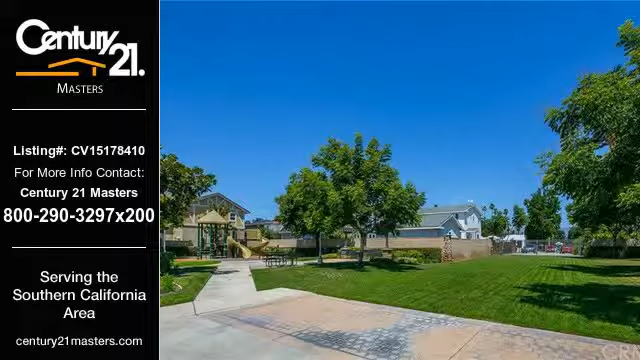 Century
21.
Masters
Listing#: CV15178410
For More Info Contact:
Century 21 Masters
800-290-3297x200
Serving the
Southern California
Area
century21masters.com